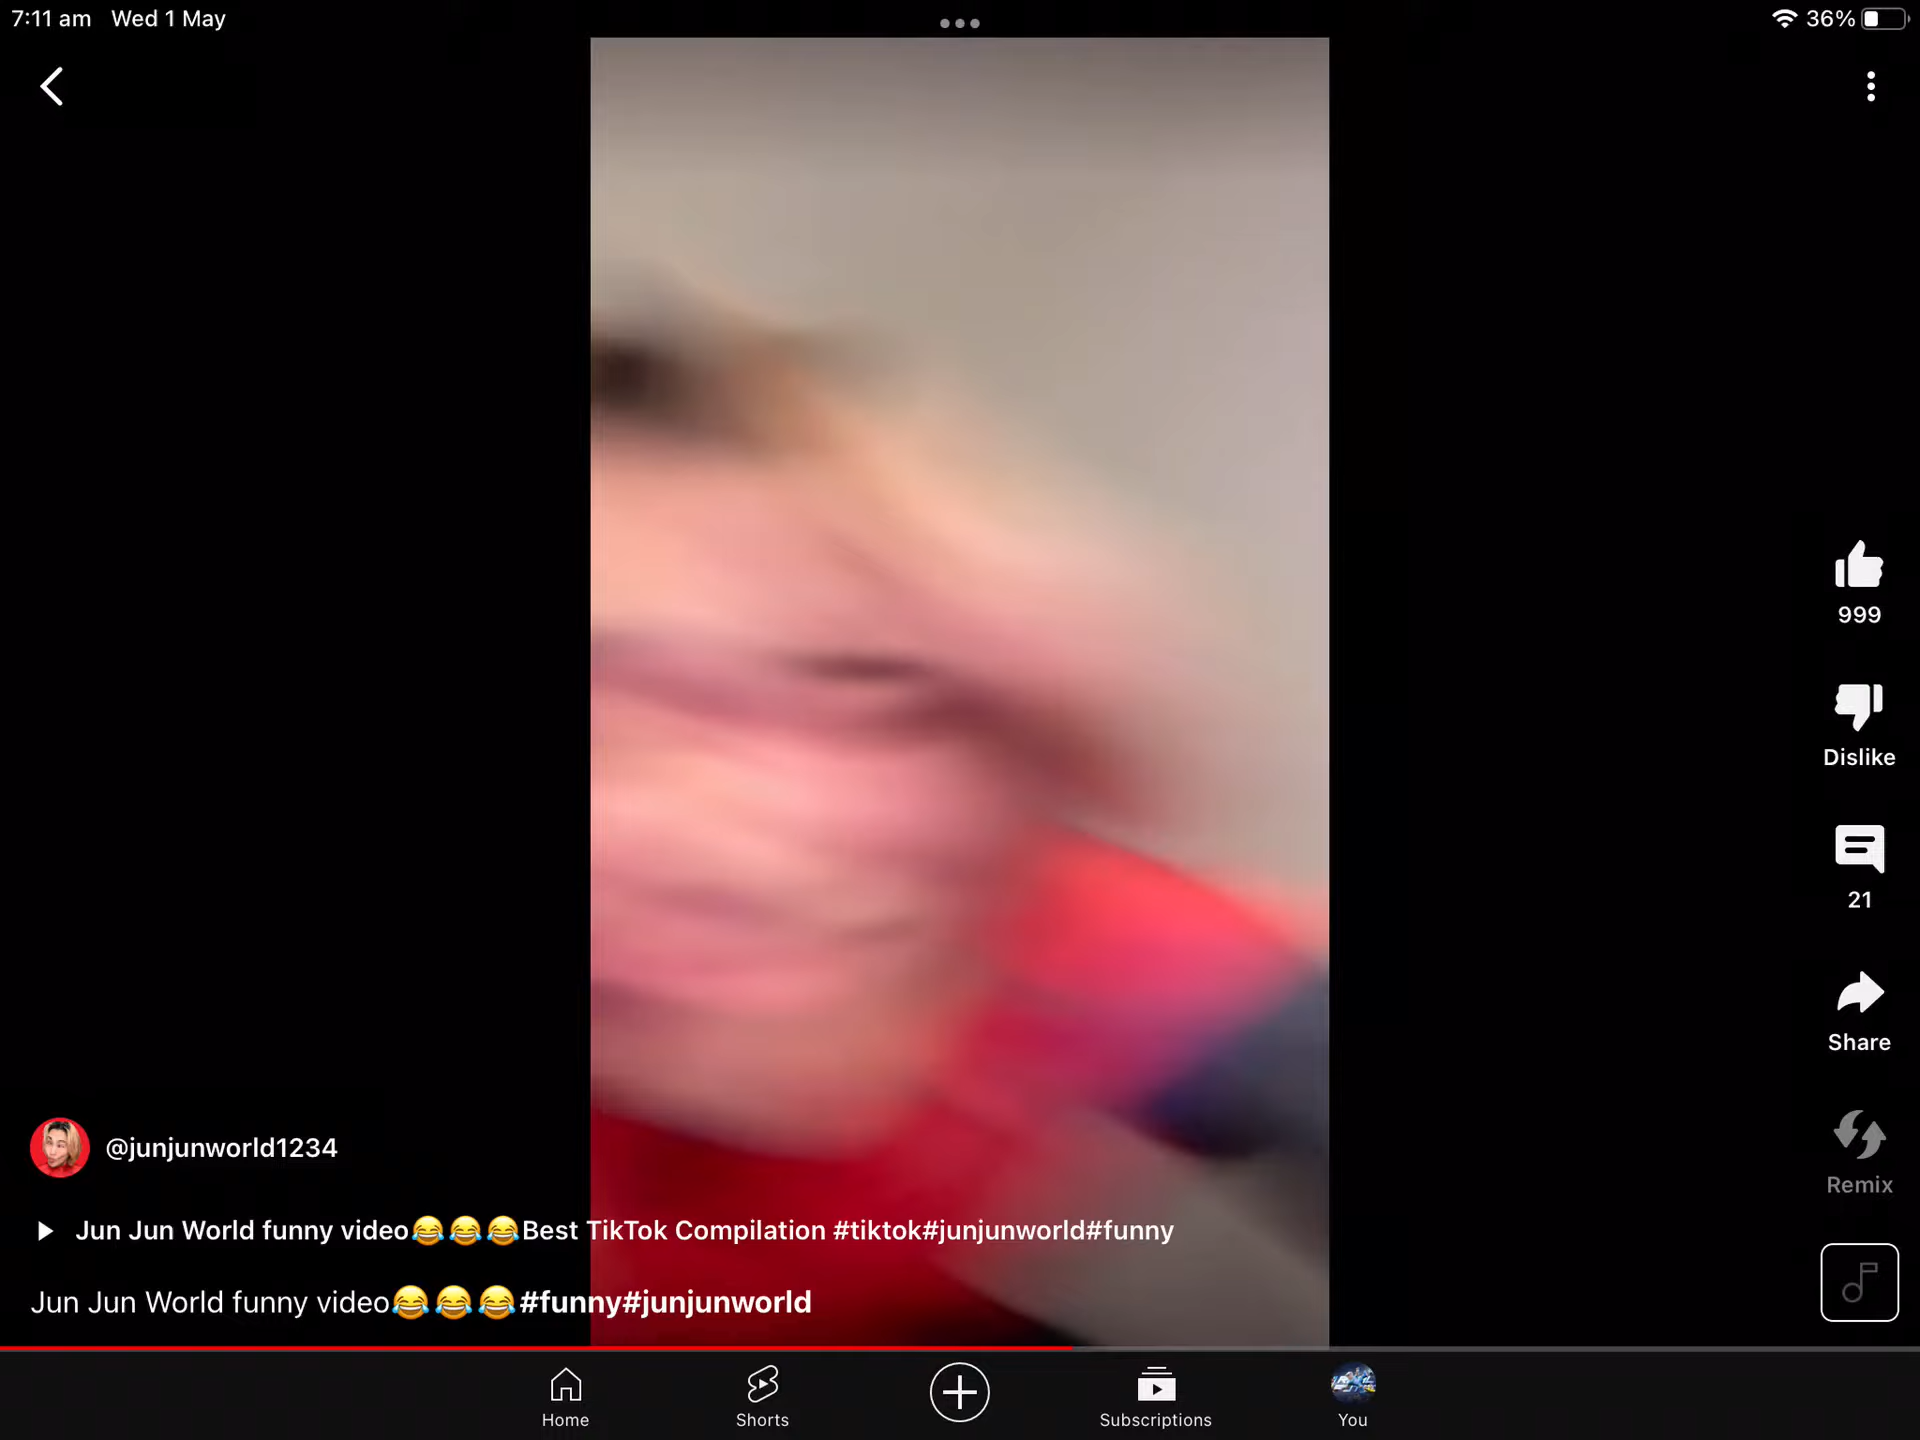 7:11 am Wed 1 May
36%
999
Dislike
21
Share
@junjunworld1234
Remix
Jun Jun World funny video😂😂😂Best TikTok Compilation #tiktok#junjunworld#funny
Jun Jun World funny video😂😂😂#funny#junjunworld
Home
Shorts
Subscriptions
You